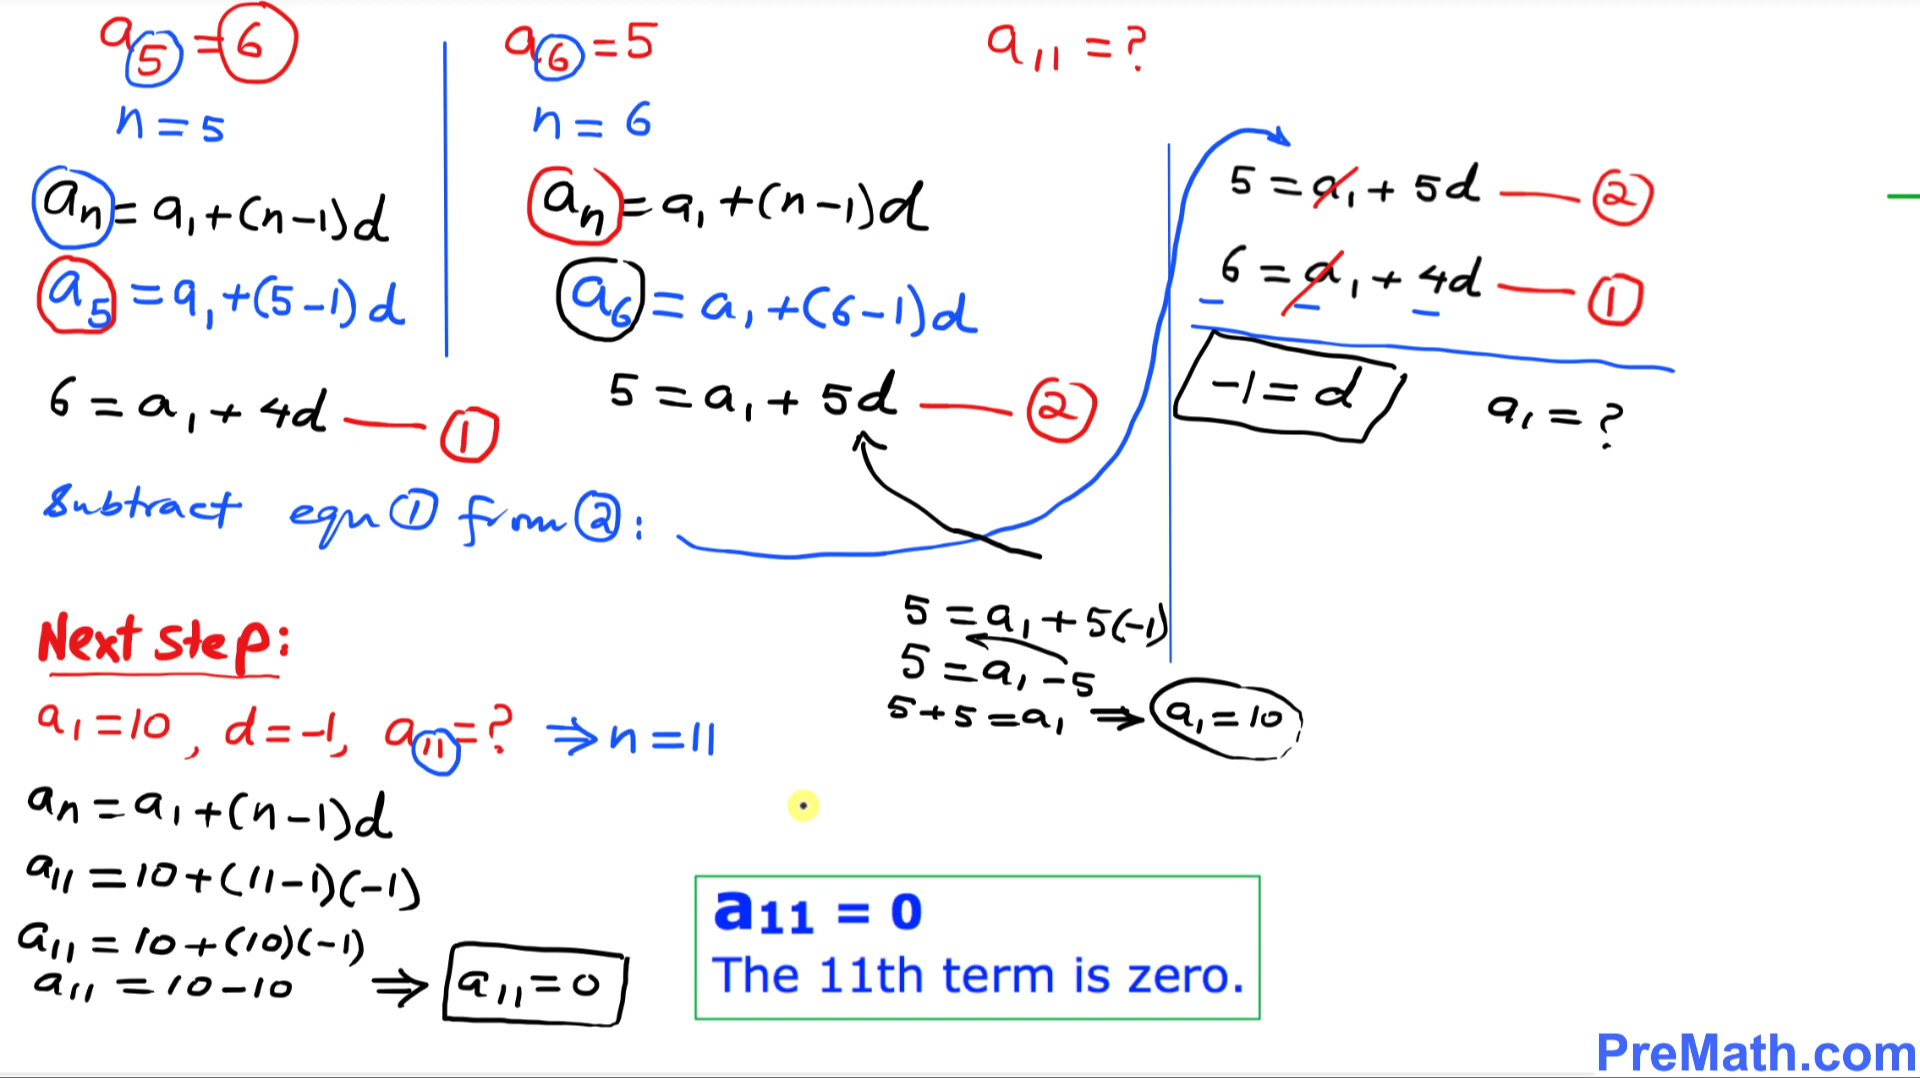 a₅ = 6
n = 5
aₙ = a₁ + (n-1)d
a₅ = a₁ + (5-1)d
6 = a₁ + 4d — ①
a₆ = 5
n = 6
aₙ = a₁ + (n-1)d
a₆ = a₁ + (6-1)d
5 = a₁ + 5d — ②
Subtract eqn ① from ②:
a₁₁ = ?
5 = a₁ + 5d — ②
6 = a₁ + 4d — ①
- - -
-1 = d
a₁ = ?
5 = a₁ + 5(-1)
5 = a₁ - 5
5 + 5 = a₁ ⇒ a₁ = 10
Next step:
a₁ = 10, d = -1, a₁₁ = ? ⇒ n = 11
aₙ = a₁ + (n-1)d
a₁₁ = 10 + (11-1)(-1)
a₁₁ = 10 + (10)(-1)
a₁₁ = 10 - 10 ⇒ a₁₁ = 0
a₁₁ = 0
The 11th term is zero.
PreMath.com